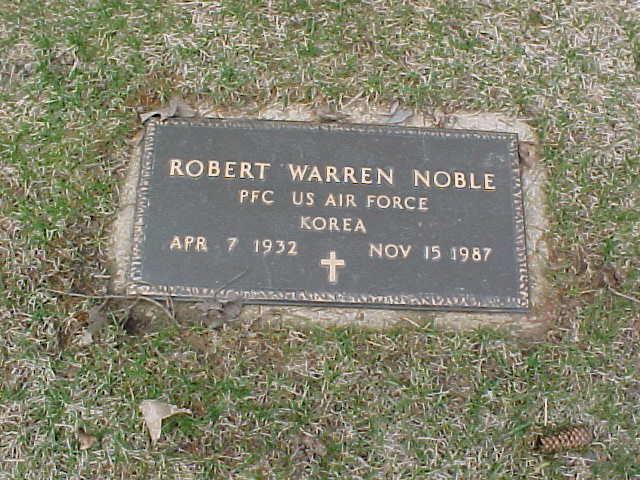 ROBERT WARREN NOBLE
PFC US AIR FORCE
KOREA
APR 7 1932 NOV 15 1987